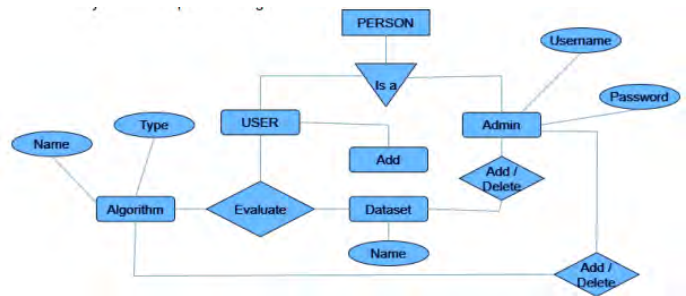 PERSON
Username
Is a
Password
Type
USER
Admin
Name
Add
Add /
Delete
Algorithm
Evaluate
Dataset
Name
Add /
Delete